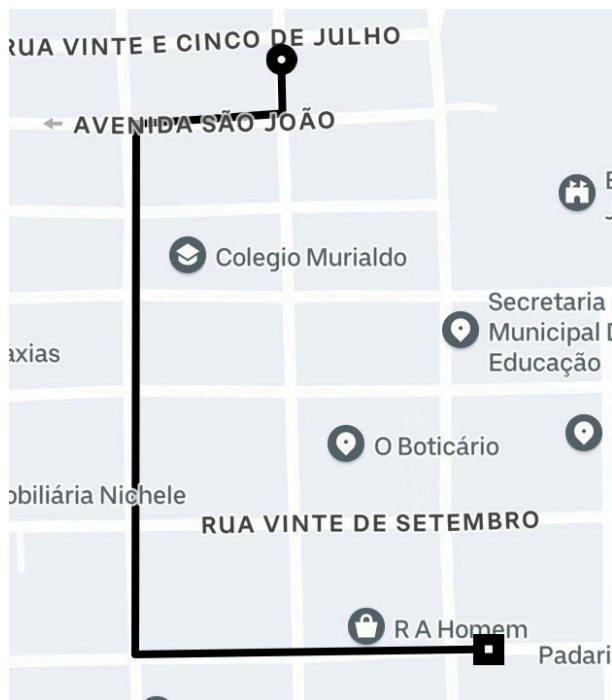 RUA VINTE E CINCO DE JULHO
AVENIDA SÃO JOÃO
Colegio Murialdo
Secretaria
Municipal
Educação
axias
O Boticário
obiliária Nichele
RUA VINTE DE SETEMBRO
R A Homem
Padari